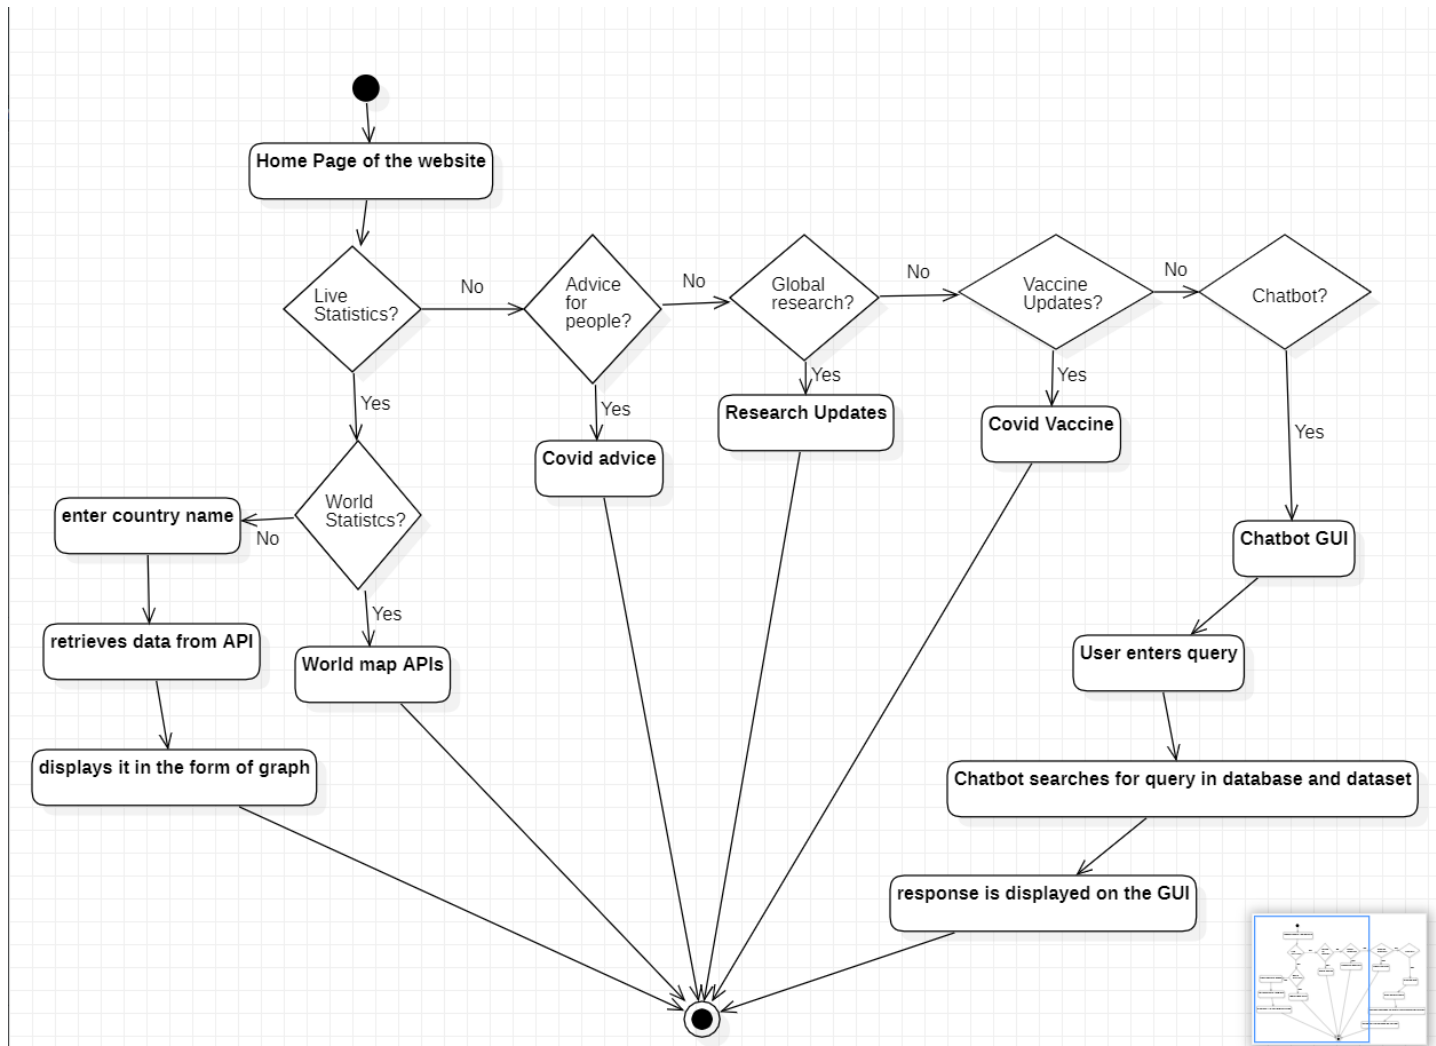 Home Page of the website
Live
Statistics?
No
Advice
for
people?
No
Global
research?
No
Vaccine
Updates?
No
Chatbot?
Yes
Yes
Yes
Yes
Yes
Research Updates
Covid Vaccine
Covid advice
Chatbot GUI
World
Statistcs?
enter country name
No
Yes
retrieves data from API
World map APIs
User enters query
displays it in the form of graph
Chatbot searches for query in database and dataset
response is displayed on the GUI